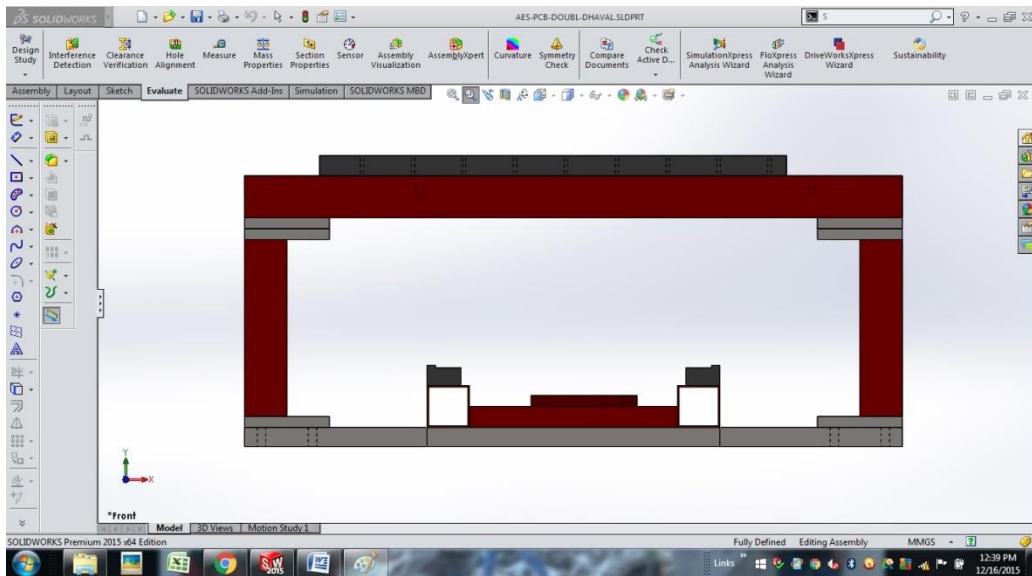 SOLIDWORKS
AES-PCB-DOUBL-DHAVAL.SLDPRT
S
Design Study
Interference Detection
Clearance Verification
Hole Alignment
Measure
Mass Properties
Section Properties
Sensor
Assembly Visualization
AssemblyXpert
Curvature
Symmetry Check
Compare Documents
Check Active D...
SimulationXpress Analysis Wizard
FloXpress Analysis Wizard
DriveWorksXpress Wizard
Sustainability
Assembly Layout Sketch Evaluate SOLIDWORKS Add-Ins Simulation SOLIDWORKS MBD
Y
X
*Front
Model 3D Views Motion Study 1
SOLIDWORKS Premium 2015 x64 Edition Fully Defined Editing Assembly MMGS
SW 2015 Links 12:39 PM
12/16/2015